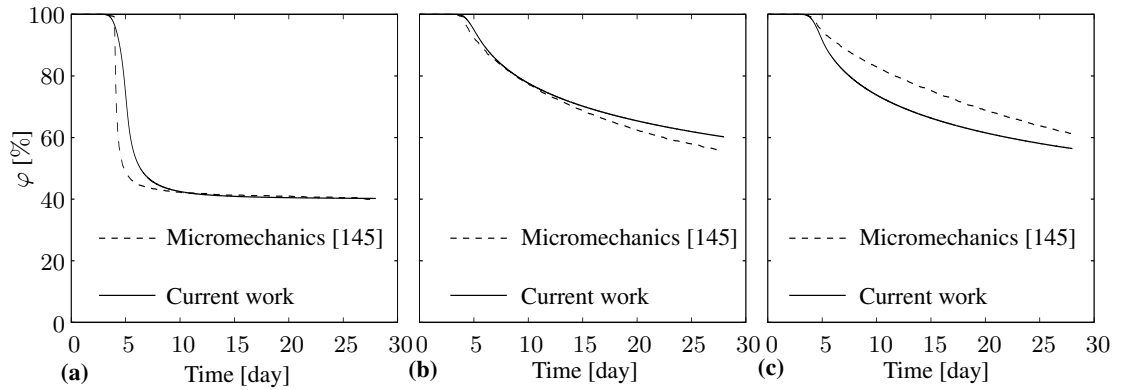 100
80
60
40
20
0
φ [%]
Micromechanics [145]
Current work
0 5 10 15 20 25 30
(a)
Time [day]
Micromechanics [145]
Current work
0 5 10 15 20 25 30
(b)
Time [day]
Micromechanics [145]
Current work
0 5 10 15 20 25 30
(c)
Time [day]